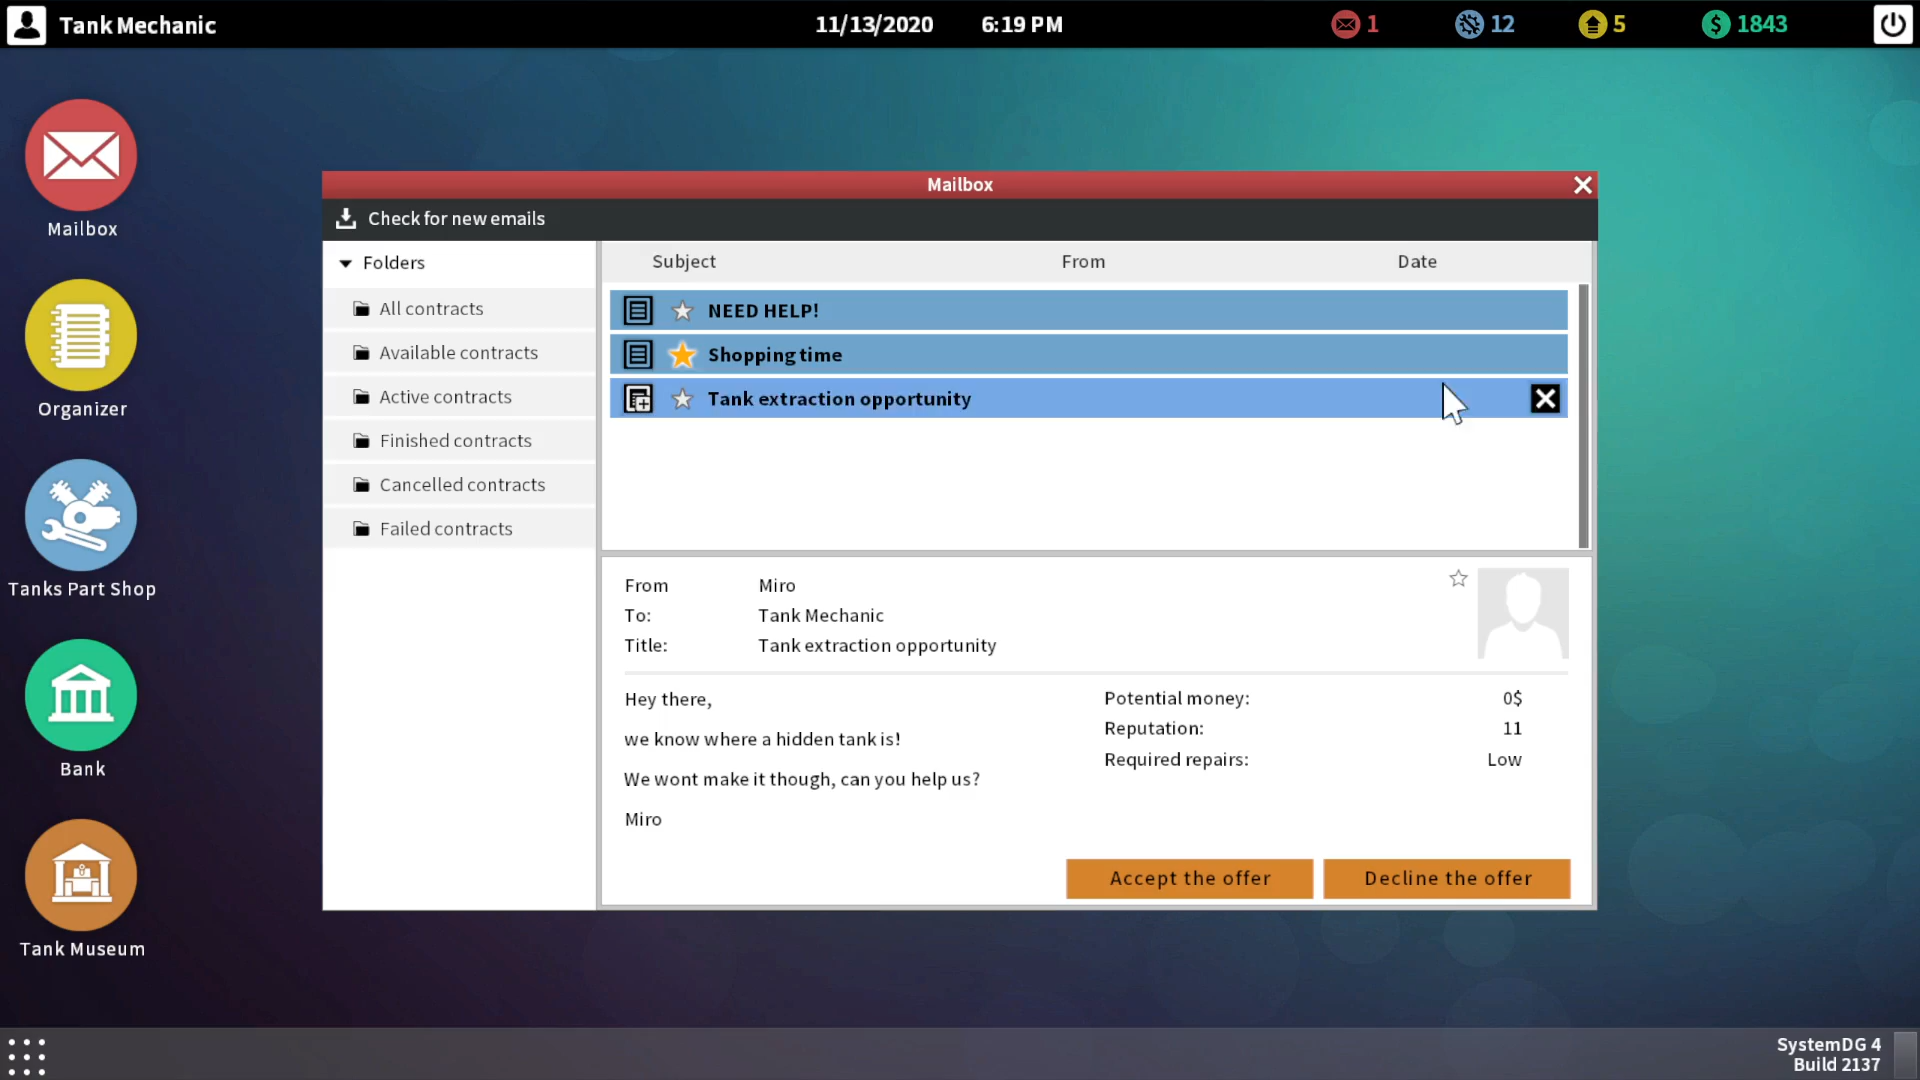 Tank Mechanic 11/13/2020 6:19 PM 1 12 5 1843
Mailbox
Organizer
Tanks Part Shop
Bank
Tank Museum
Mailbox
Check for new emails
Folders
All contracts
Available contracts
Active contracts
Finished contracts
Cancelled contracts
Failed contracts
Subject From Date
NEED HELP!
Shopping time
Tank extraction opportunity
From Miro
To: Tank Mechanic
Title: Tank extraction opportunity
Hey there,
we know where a hidden tank is!
We wont make it though, can you help us?
Miro
Potential money: 0$
Reputation: 11
Required repairs: Low
Accept the offer Decline the offer
SystemDG 4
Build 2137